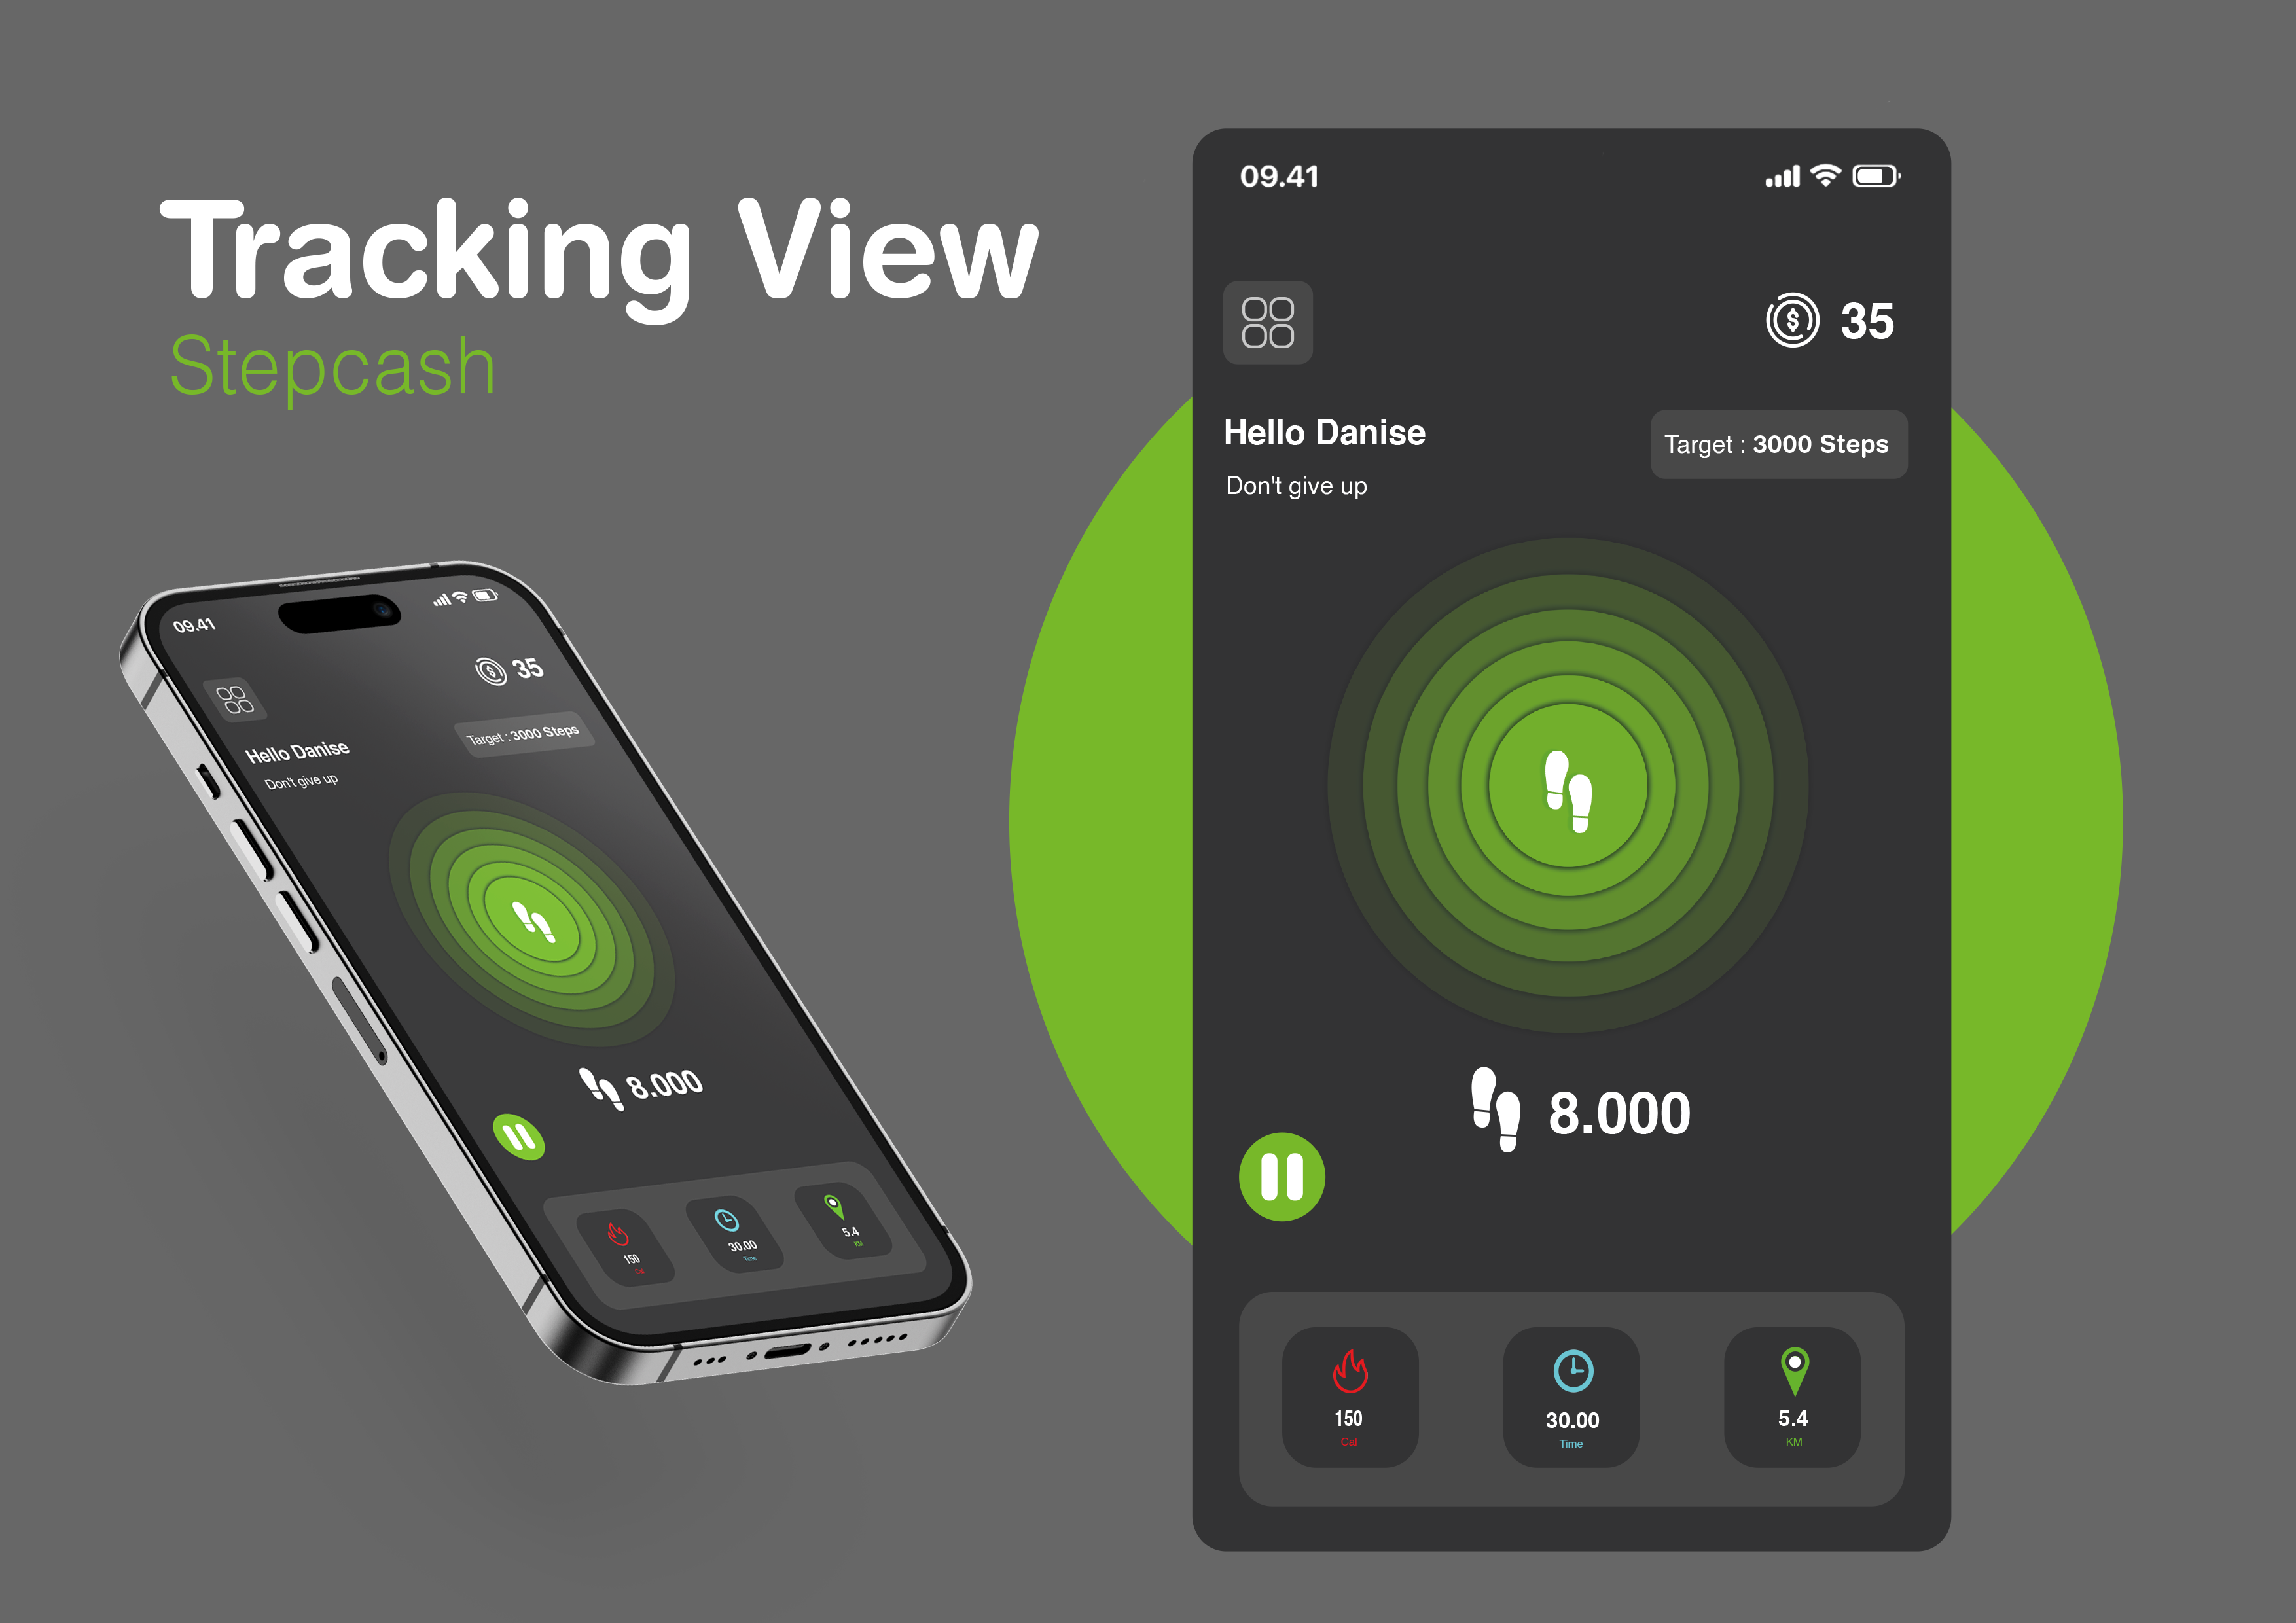 Tracking View
Stepcash
09.41
35
Hello Danise
Target : 3000 Steps
Don't give up
8.000
150
Cal
30.00
Time
5.4
KM
09.41
35
Target : 3000 Steps
Hello Danise
Don't give up
8.000
150
Cal
30.00
Time
5.4
KM